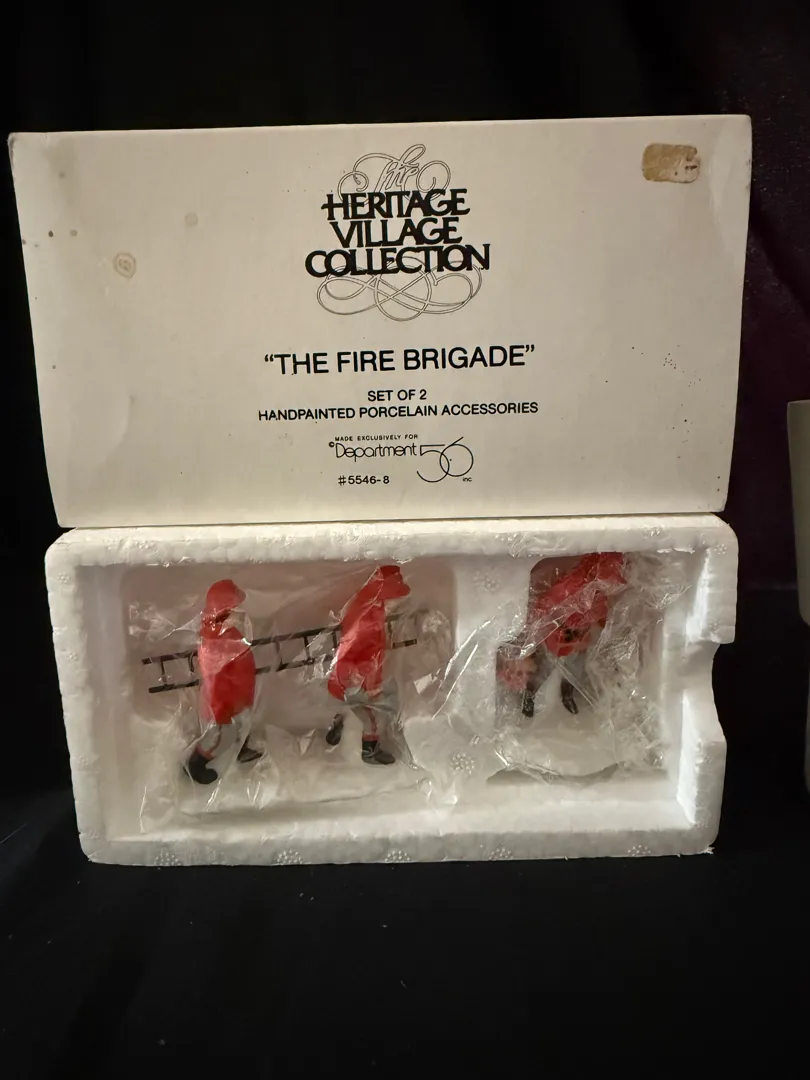 The
HERITAGE
VILLAGE
COLLECTION
“THE FIRE BRIGADE”
SET OF 2
HANDPAINTED PORCELAIN ACCESSORIES
MADE EXCLUSIVELY FOR
©Department 56 inc
#5546-8